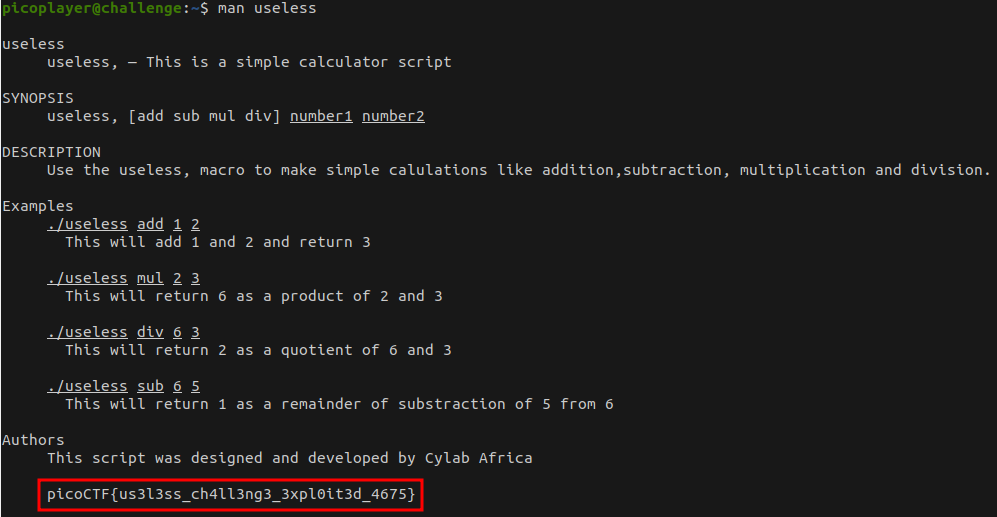 picoplayer@challenge:~$ man useless
useless
useless, — This is a simple calculator script
SYNOPSIS
useless, [add sub mul div] number1 number2
DESCRIPTION
Use the useless, macro to make simple calulations like addition,subtraction, multiplication and division.
Examples
./useless add 1 2
This will add 1 and 2 and return 3
./useless mul 2 3
This will return 6 as a product of 2 and 3
./useless div 6 3
This will return 2 as a quotient of 6 and 3
./useless sub 6 5
This will return 1 as a remainder of substraction of 5 from 6
Authors
This script was designed and developed by Cylab Africa
picoCTF{us3l3ss_ch4ll3ng3_3xpl0it3d_4675}